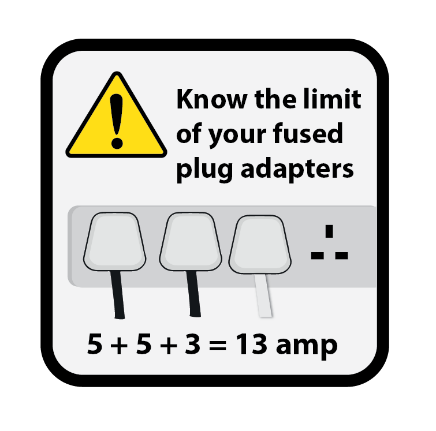 Know the limit
of your fused
plug adapters
5 + 5 + 3 = 13 amp